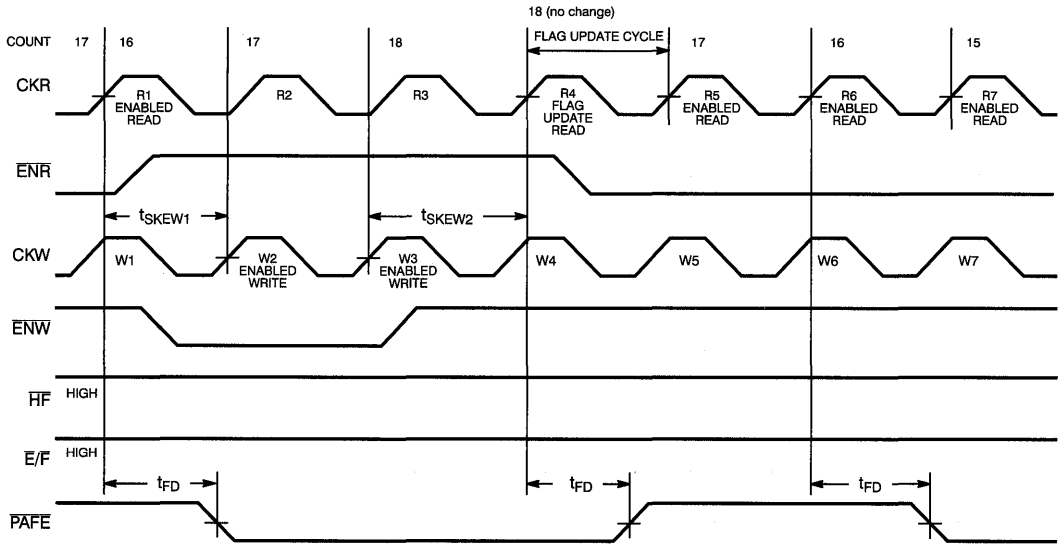 18 (no change)
COUNT 17 16 17 18 FLAG UPDATE CYCLE 17 16 15
CKR
R1 ENABLED READ
R2
R3
R4 FLAG UPDATE READ
R5 ENABLED READ
R6 ENABLED READ
R7 ENABLED READ
ENR
tSKEW1 tSKEW2
CKW
W1
W2 ENABLED WRITE
W3 ENABLED WRITE
W4
W5
W6
W7
ENW
HF HIGH
E/F HIGH
tFD tFD tFD
PAFE